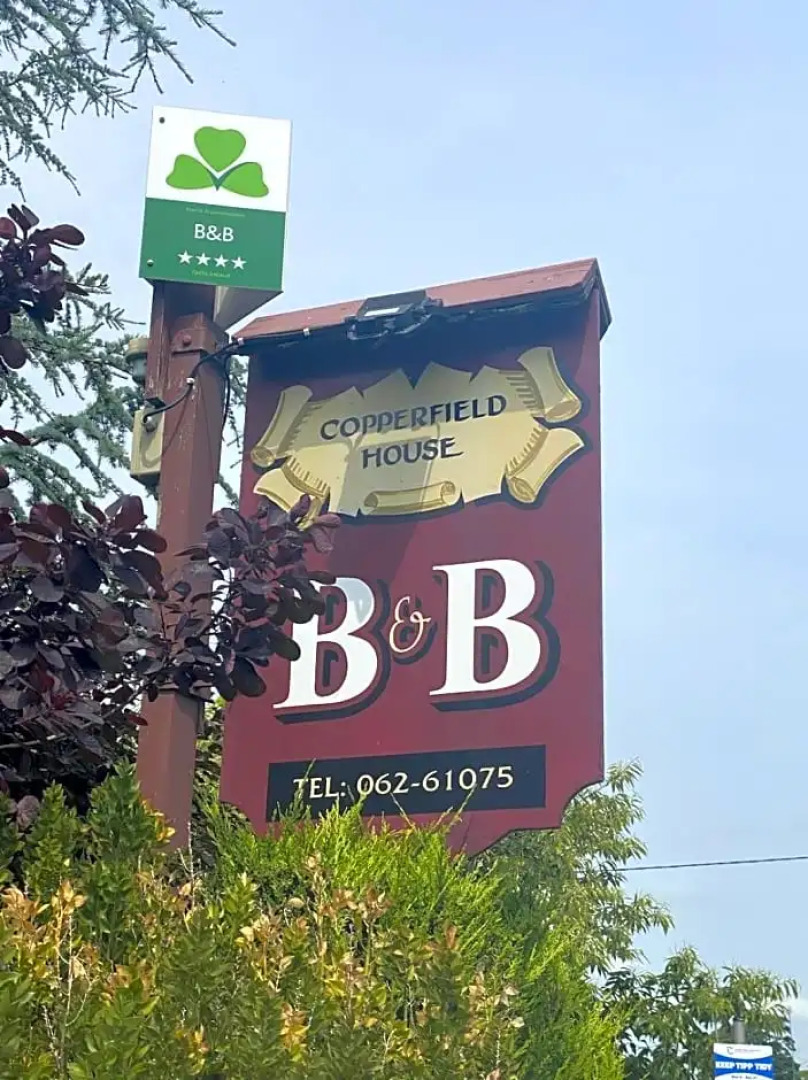 B&B
COPPERFIELD
HOUSE
B & B
TEL: 062-61075
KEEP TIPP TIDY